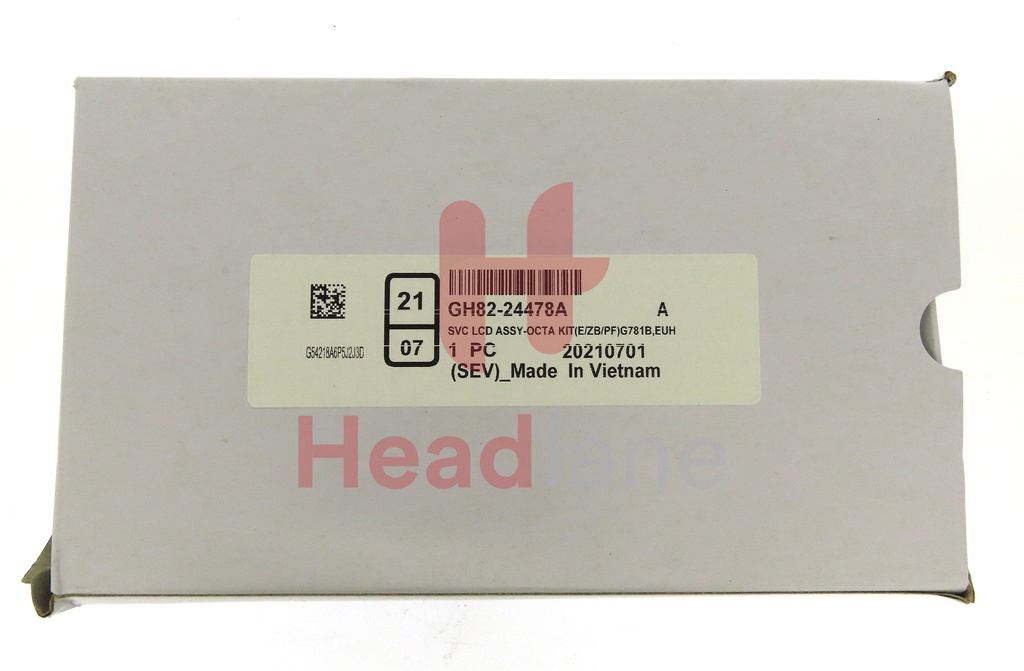 21
07
G54218A6P5J2J3D
GH82-24478A A
SVC LCD ASSY-OCTA KIT(E/ZB/PF)G781B,EUH
1 PC 20210701
(SEV)_Made In Vietnam
Headlane